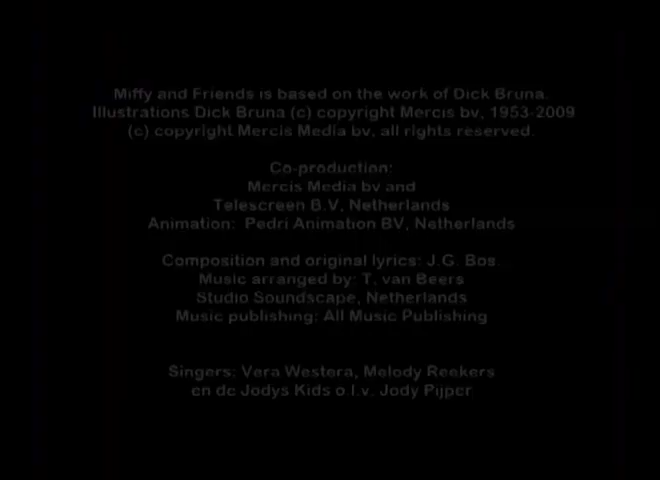 Miffy and Friends is based on the work of Dick Bruna.
Illustrations Dick Bruna (c) copyright Mercis bv, 1953-2009
(c) copyright Mercis Media bv, all rights reserved.
Co-production:
Mercis Media bv and
Telescreen B.V, Netherlands
Animation: Pedri Animation BV, Netherlands
Composition and original lyrics: J.G. Bos.
Music arranged by: T. van Beers
Studio Soundscape, Netherlands
Music publishing: All Music Publishing
Singers: Vera Westera, Melody Reekers
en de Jodys Kids o.l.v. Jody Pijper